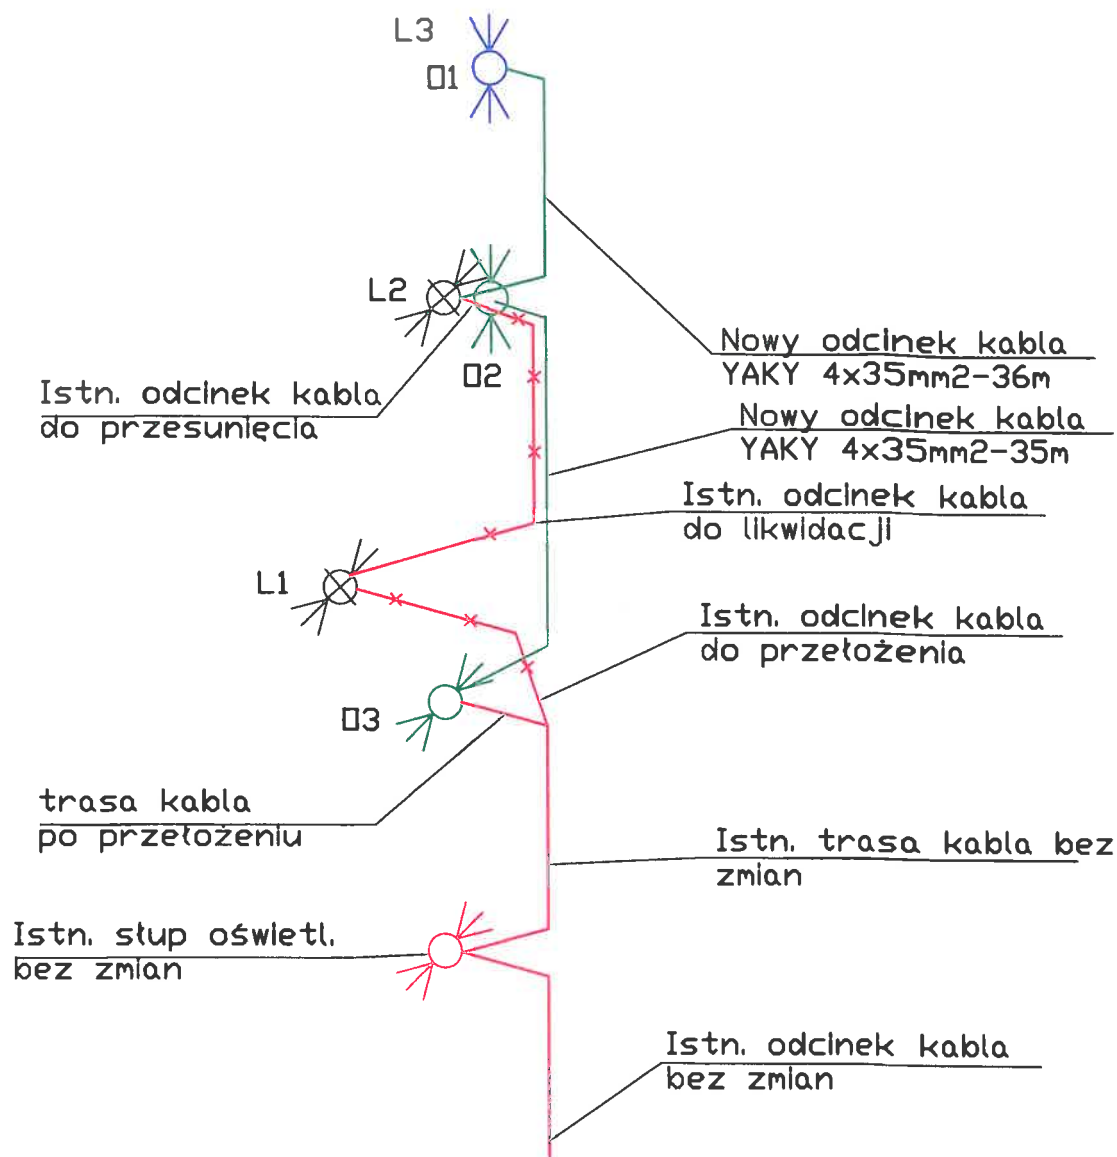 L3
O1
L2
O2
Nowy odcinek kabla
YAKY 4x35mm2-36m
Istn. odcinek kabla
do przesunięcia
Nowy odcinek kabla
YAKY 4x35mm2-35m
Istn. odcinek kabla
do likwidacji
L1
Istn. odcinek kabla
do przełożenia
O3
trasa kabla
po przełożeniu
Istn. trasa kabla bez
zmian
Istn. słup oświetl.
bez zmian
Istn. odcinek kabla
bez zmian